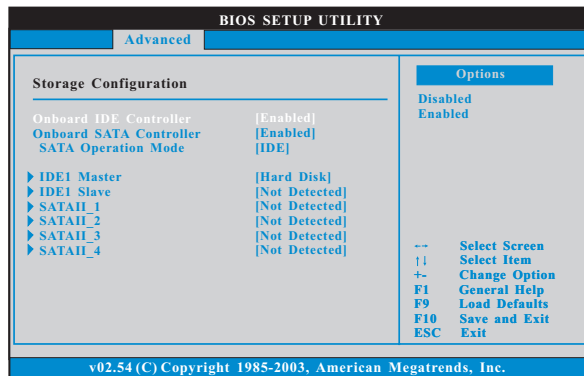 BIOS SETUP UTILITY
Advanced
Storage Configuration
Onboard IDE Controller [Enabled]
Onboard SATA Controller [Enabled]
SATA Operation Mode [IDE]
IDE1 Master [Hard Disk]
IDE1 Slave [Not Detected]
SATAII_1 [Not Detected]
SATAII_2 [Not Detected]
SATAII_3 [Not Detected]
SATAII_4 [Not Detected]
Options
Disabled
Enabled
←→ Select Screen
↑↓ Select Item
+- Change Option
F1 General Help
F9 Load Defaults
F10 Save and Exit
ESC Exit
v02.54 (C) Copyright 1985-2003, American Megatrends, Inc.